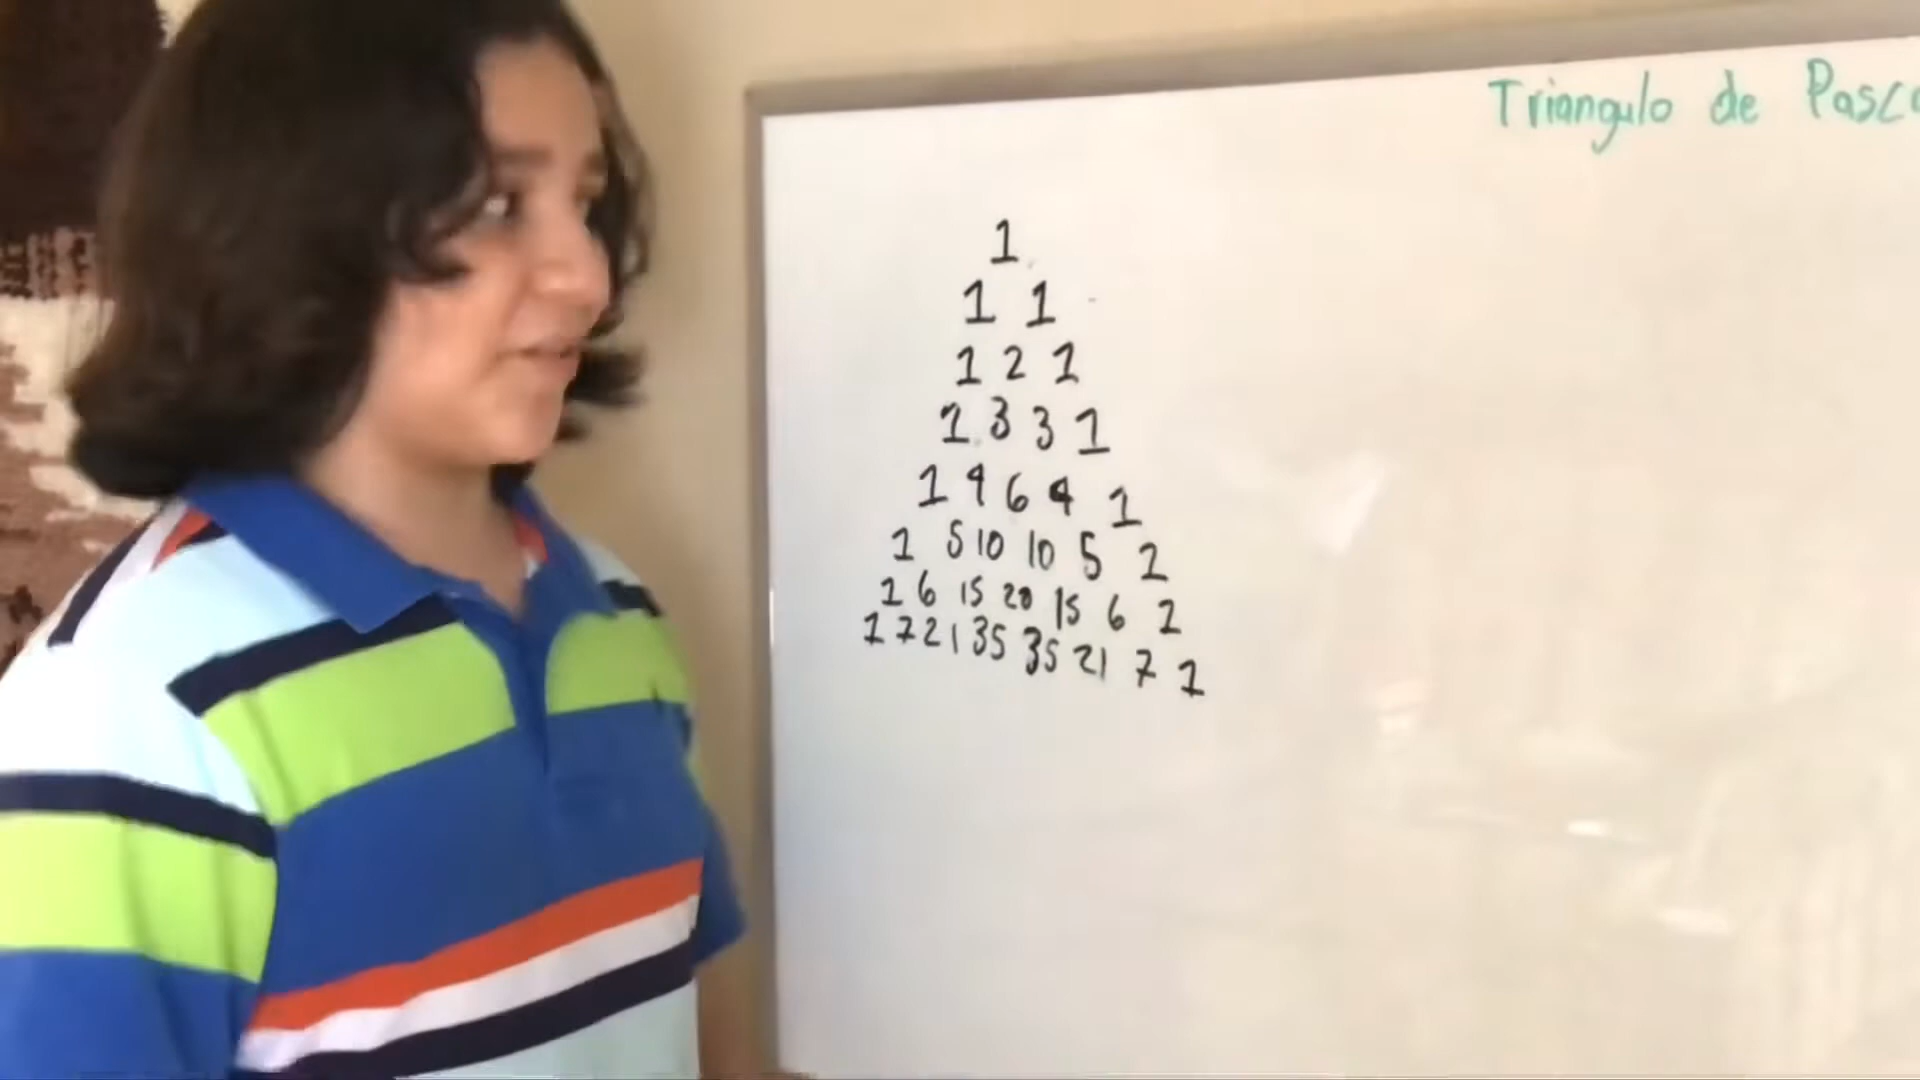 Triangulo de Pasca
1
1 1
1 2 1
1 3 3 1
1 4 6 4 1
1 5 10 10 5 1
1 6 15 20 15 6 1
1 7 21 35 35 21 7 1